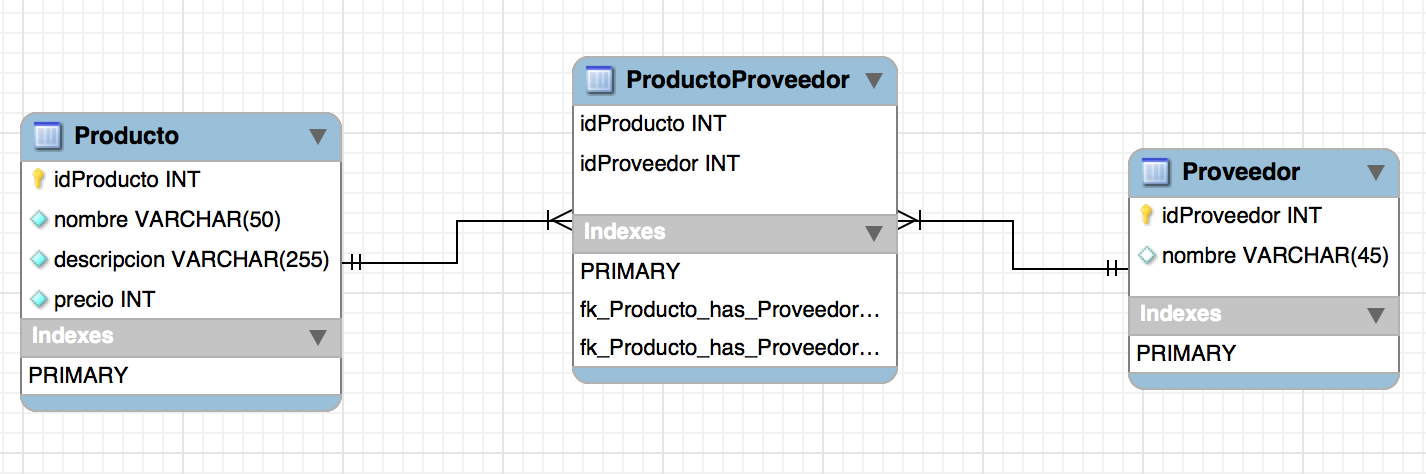 Producto
idProducto INT
nombre VARCHAR(50)
descripcion VARCHAR(255)
precio INT
Indexes
PRIMARY
ProductoProveedor
idProducto INT
idProveedor INT
Indexes
PRIMARY
fk_Producto_has_Proveedor…
fk_Producto_has_Proveedor…
Proveedor
idProveedor INT
nombre VARCHAR(45)
Indexes
PRIMARY